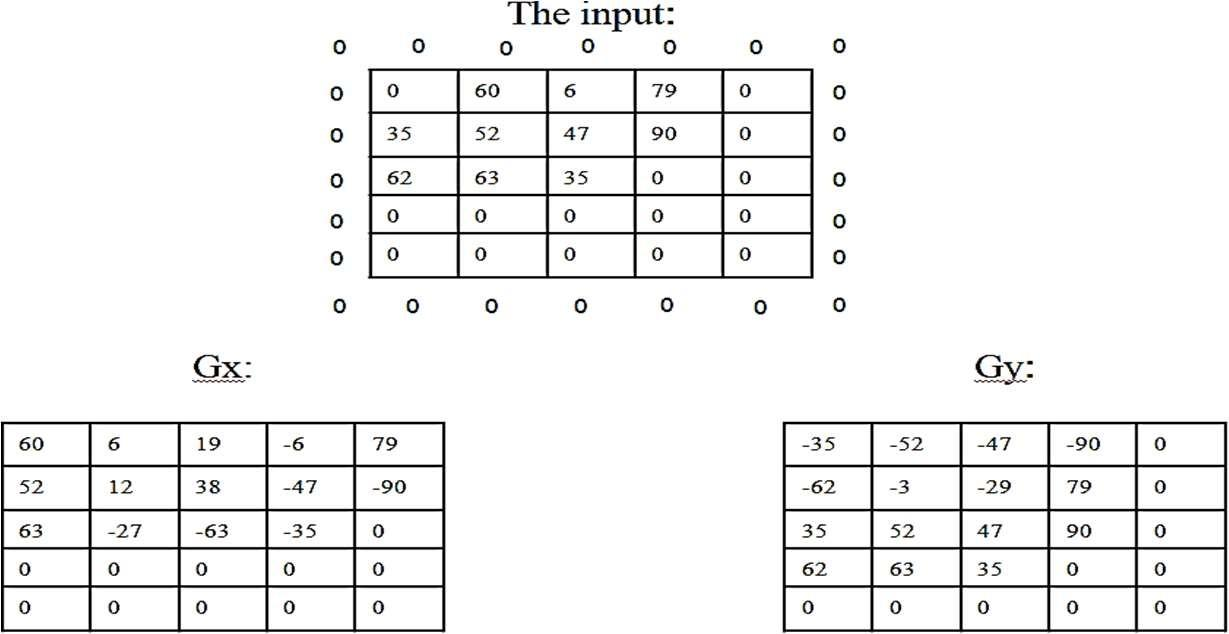 The input:
0 0 0 0 0 0 0
0 0 60 6 79 0 0
0 35 52 47 90 0 0
0 62 63 35 0 0 0
0 0 0 0 0 0 0
0 0 0 0 0 0 0
0 0 0 0 0 0 0
Gx: Gy:
60 6 19 -6 79 -35 -52 -47 -90 0
52 12 38 -47 -90 -62 -3 -29 79 0
63 -27 -63 -35 0 35 52 47 90 0
0 0 0 0 0 62 63 35 0 0
0 0 0 0 0 0 0 0 0 0